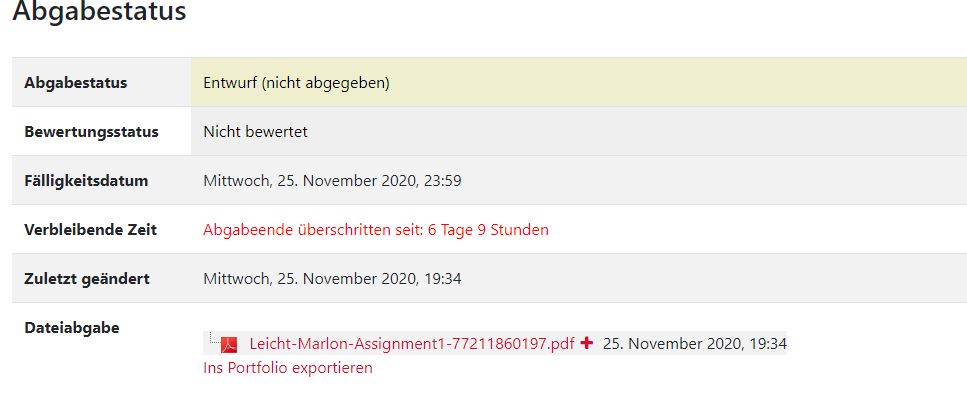 Abgabestatus
Abgabestatus Entwurf (nicht abgegeben)
Bewertungsstatus Nicht bewertet
Fälligkeitsdatum Mittwoch, 25. November 2020, 23:59
Verbleibende Zeit Abgabeende überschritten seit: 6 Tage 9 Stunden
Zuletzt geändert Mittwoch, 25. November 2020, 19:34
Dateiabgabe
Leicht-Marlon-Assignment1-77211860197.pdf 25. November 2020, 19:34
Ins Portfolio exportieren